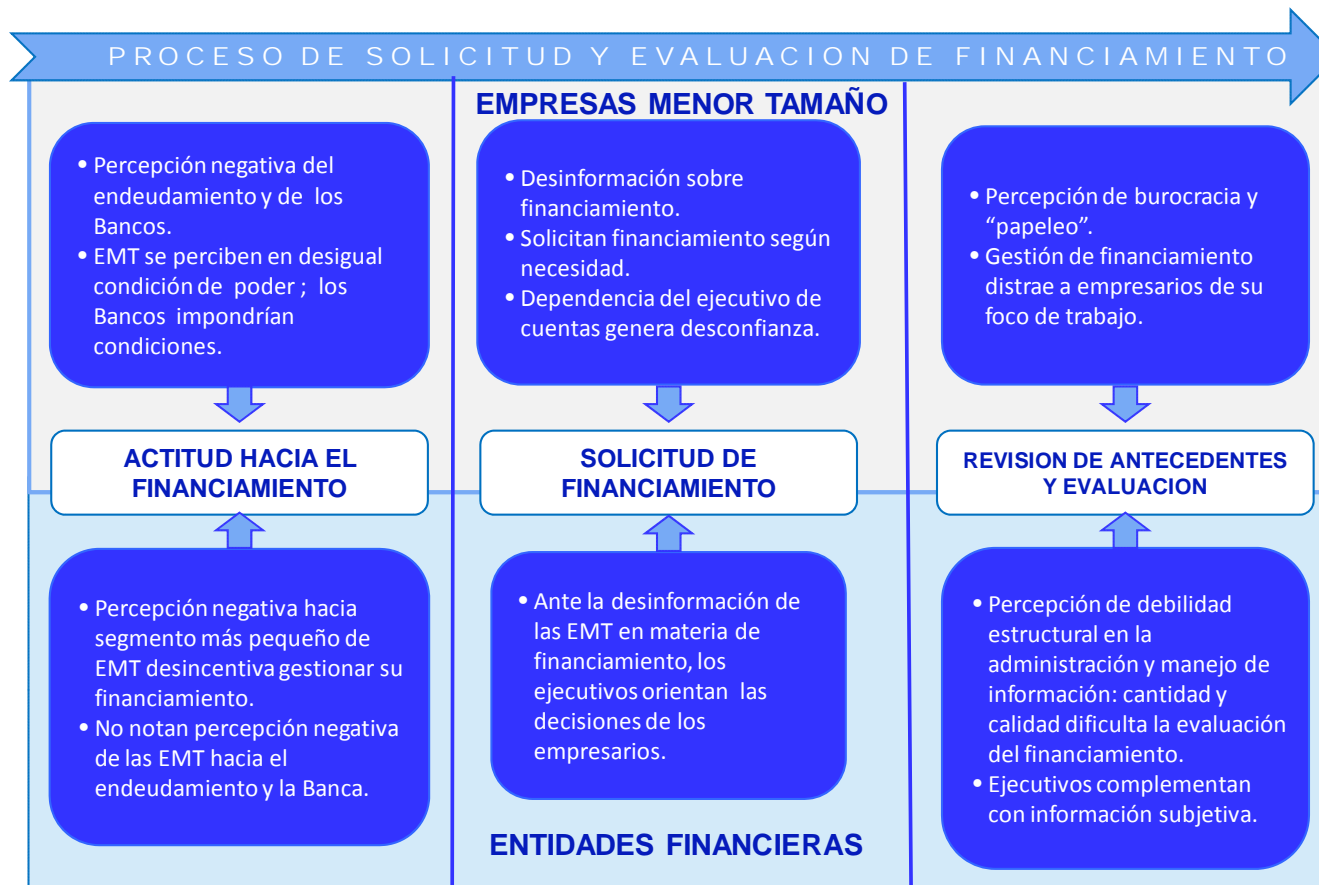 PROCESO DE SOLICITUD Y EVALUACION DE FINANCIAMIENTO
EMPRESAS MENOR TAMAÑO
• Percepción negativa del
endeudamiento y de los
Bancos.
• EMT se perciben en desigual
condición de poder ; los
Bancos impondrían
condiciones.
• Desinformación sobre
financiamiento.
• Solicitan financiamiento según
necesidad.
• Dependencia del ejecutivo de
cuentas genera desconfianza.
• Percepción de burocracia y
“papeleo”.
• Gestión de financiamiento
distrae a empresarios de su
foco de trabajo.
ACTITUD HACIA EL
FINANCIAMIENTO
SOLICITUD DE
FINANCIAMIENTO
REVISION DE ANTECEDENTES
Y EVALUACION
• Percepción negativa hacia
segmento más pequeño de
EMT desincentiva gestionar su
financiamiento.
• No notan percepción negativa
de las EMT hacia el
endeudamiento y la Banca.
• Ante la desinformación de
las EMT en materia de
financiamiento, los
ejecutivos orientan las
decisiones de los
empresarios.
• Percepción de debilidad
estructural en la
administración y manejo de
información: cantidad y
calidad dificulta la evaluación
del financiamiento.
• Ejecutivos complementan
con información subjetiva.
ENTIDADES FINANCIERAS